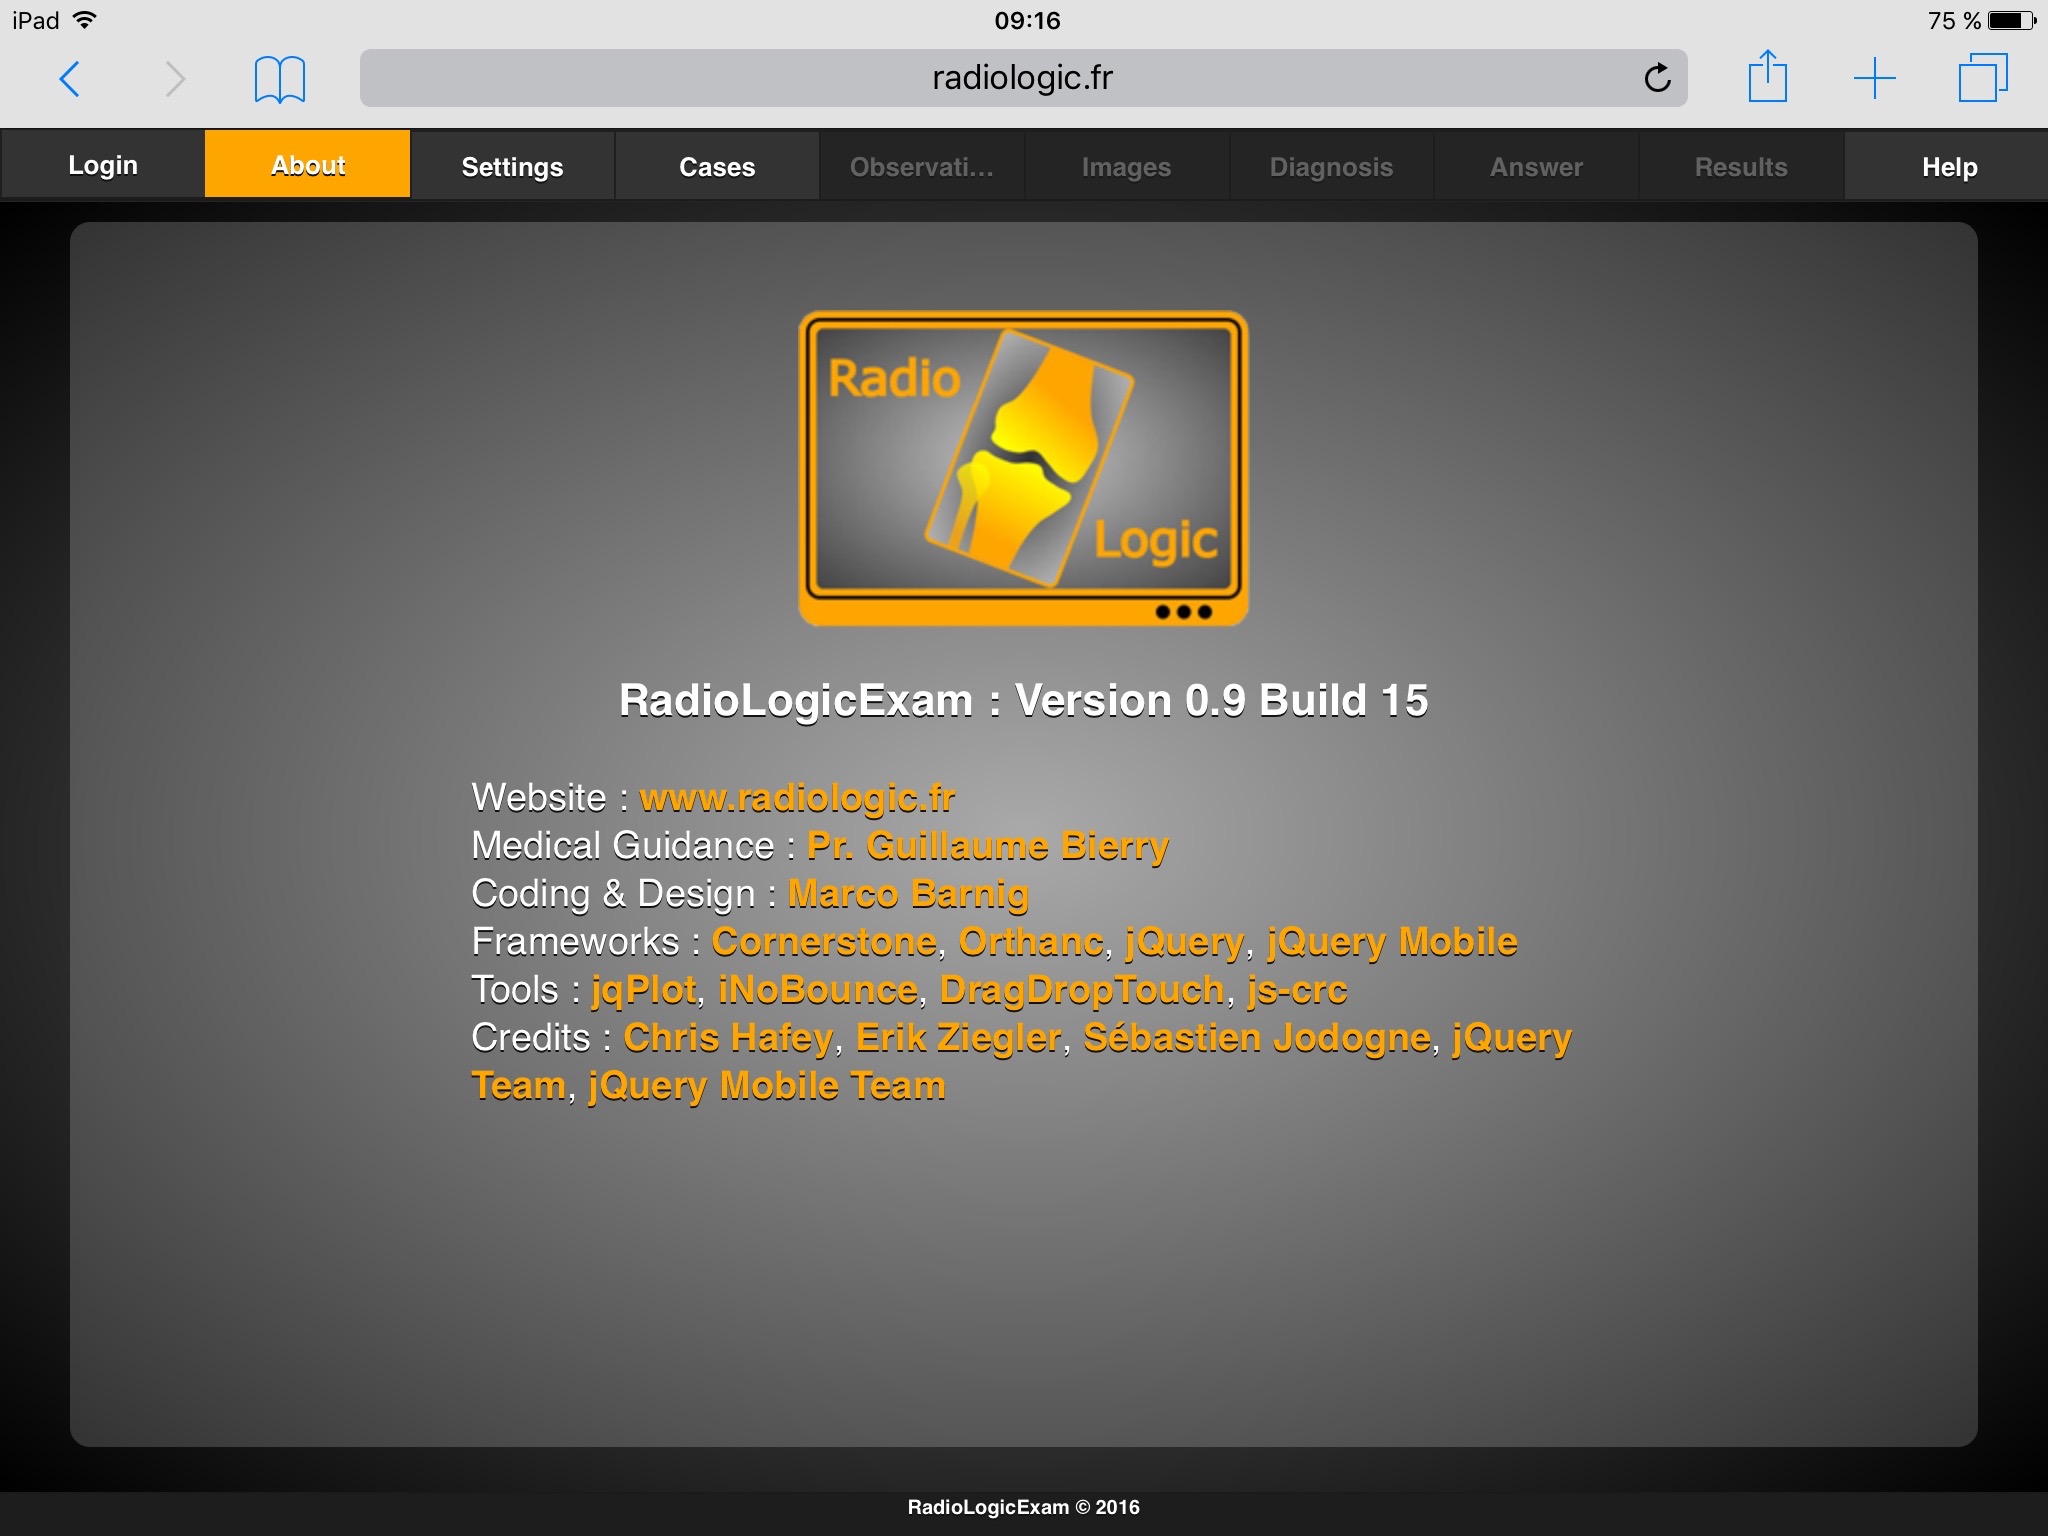 iPad 09:16 75 %
radiologic.fr
Login About Settings Cases Observati... Images Diagnosis Answer Results Help
Radio
Logic
RadioLogicExam : Version 0.9 Build 15
Website : www.radiologic.fr
Medical Guidance : Pr. Guillaume Bierry
Coding & Design : Marco Barnig
Frameworks : Cornerstone, Orthanc, jQuery, jQuery Mobile
Tools : jqPlot, iNoBounce, DragDropTouch, js-crc
Credits : Chris Hafey, Erik Ziegler, Sébastien Jodogne, jQuery
Team, jQuery Mobile Team
RadioLogicExam © 2016